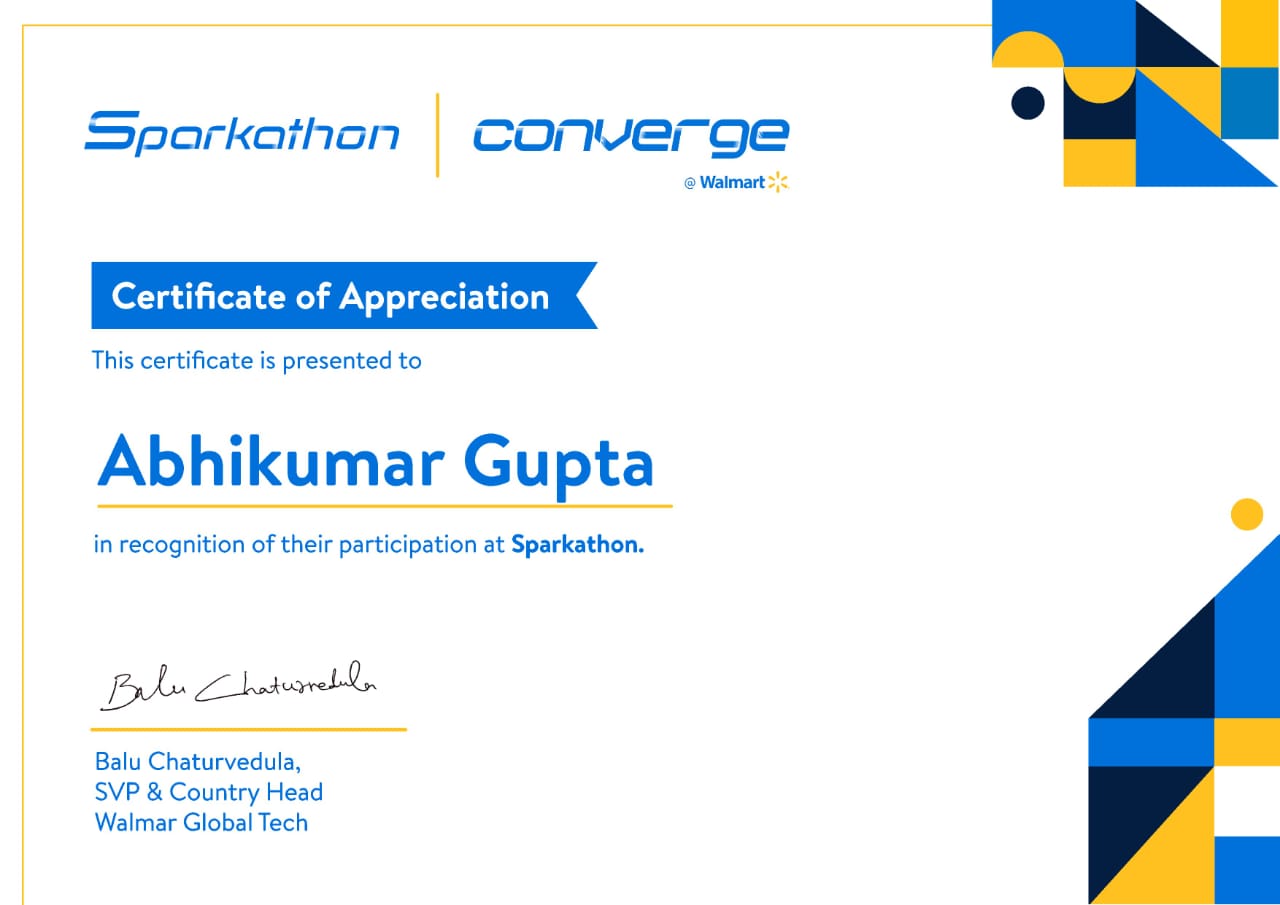 Sparkathon
converge
@ Walmart
Certificate of Appreciation
This certificate is presented to
Abhikumar Gupta
in recognition of their participation at Sparkathon.
Balu Chaturvedula
Balu Chaturvedula,
SVP & Country Head
Walmar Global Tech